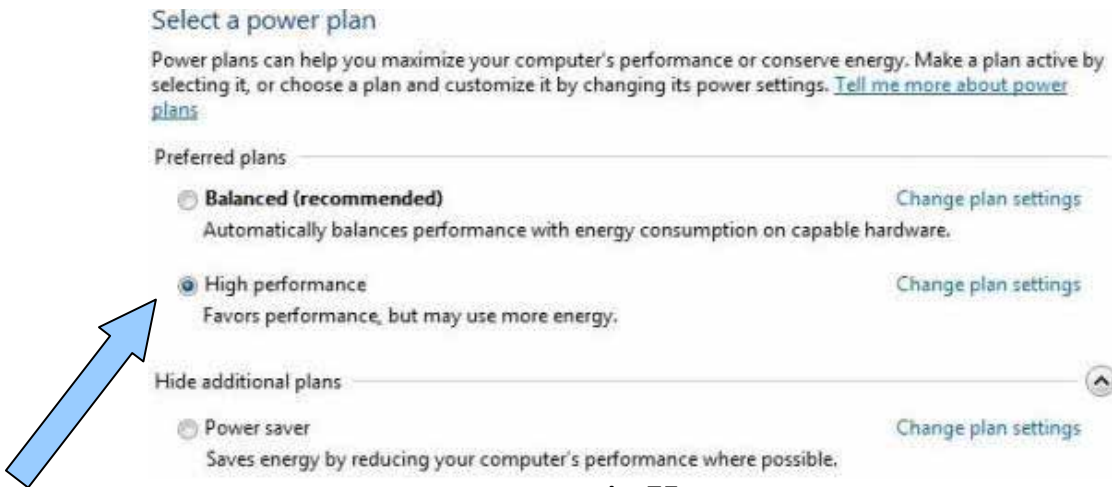 Select a power plan
Power plans can help you maximize your computer's performance or conserve energy. Make a plan active by
selecting it, or choose a plan and customize it by changing its power settings. Tell me more about power
plans
Preferred plans
Balanced (recommended) Change plan settings
Automatically balances performance with energy consumption on capable hardware.
High performance Change plan settings
Favors performance, but may use more energy.
Hide additional plans
Power saver Change plan settings
Saves energy by reducing your computer's performance where possible.